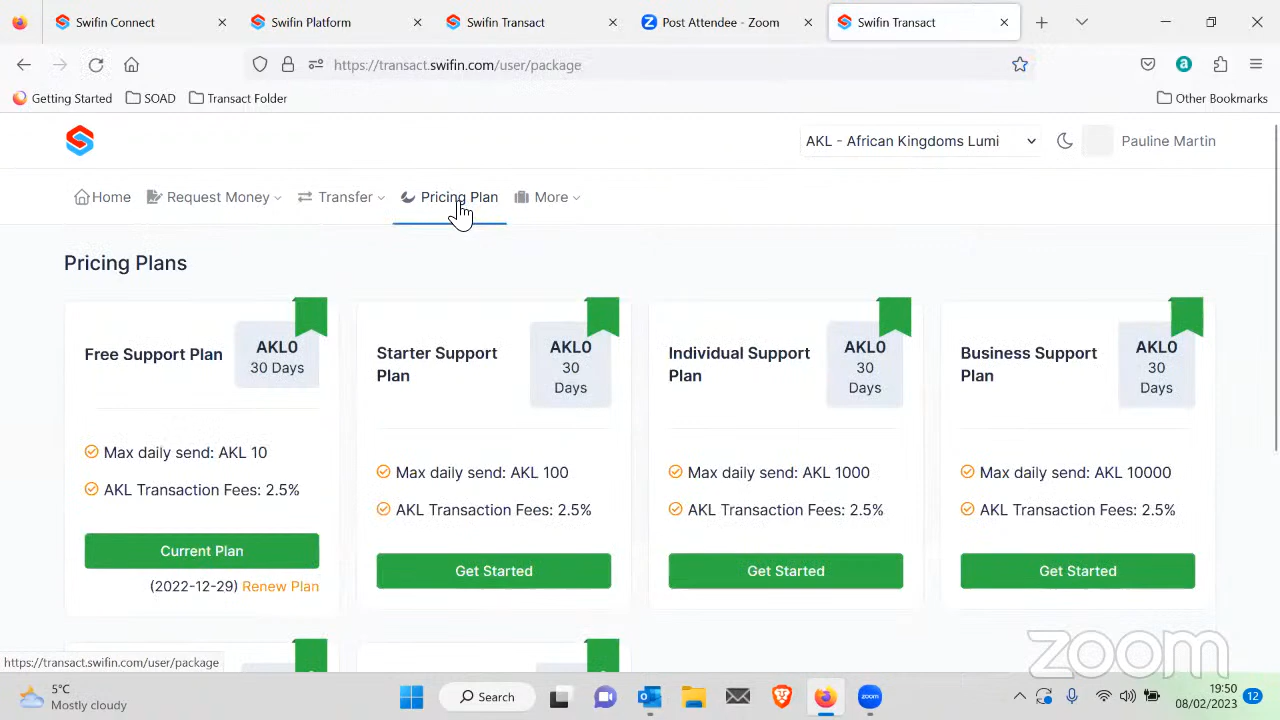 Swifin Connect
Swifin Platform
Swifin Transact
Post Attendee - Zoom
Swifin Transact
https://transact.swifin.com/user/package
Getting Started
SOAD
Transact Folder
Other Bookmarks
AKL - African Kingdoms Lumi
Pauline Martin
Home
Request Money
Transfer
Pricing Plan
More
Pricing Plans
Free Support Plan
AKL0
30 Days
Max daily send: AKL 10
AKL Transaction Fees: 2.5%
Current Plan
(2022-12-29) Renew Plan
Starter Support
Plan
AKL0
30
Days
Max daily send: AKL 100
AKL Transaction Fees: 2.5%
Get Started
Individual Support
Plan
AKL0
30
Days
Max daily send: AKL 1000
AKL Transaction Fees: 2.5%
Get Started
Business Support
Plan
AKL0
30
Days
Max daily send: AKL 10000
AKL Transaction Fees: 2.5%
Get Started
https://transact.swifin.com/user/package
zoom
5°C
Mostly cloudy
Search
zoom
19:50
08/02/2023
12